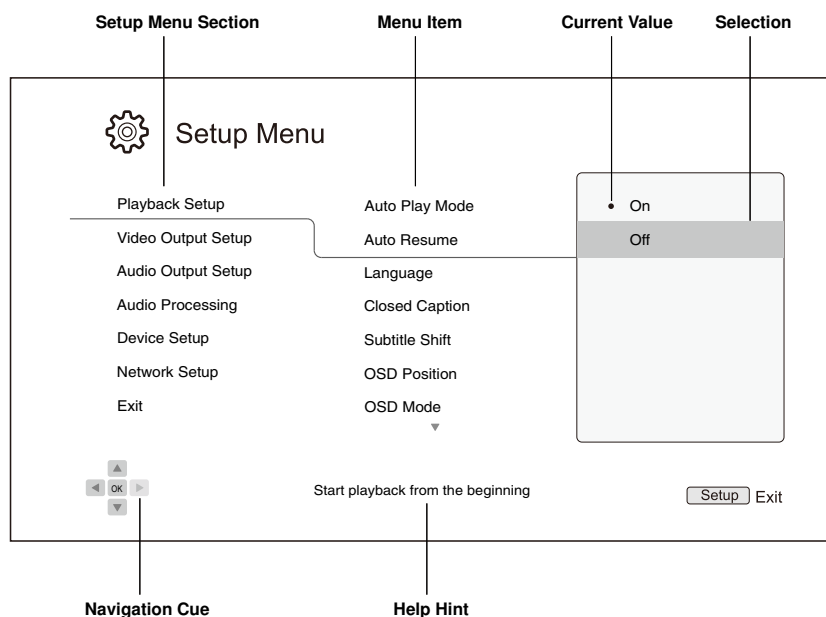 Setup Menu Section Menu Item Current Value Selection
Setup Menu
Playback Setup Auto Play Mode • On
Video Output Setup Auto Resume Off
Audio Output Setup Language
Audio Processing Closed Caption
Device Setup Subtitle Shift
Network Setup OSD Position
Exit OSD Mode
OK Start playback from the beginning Setup Exit
Navigation Cue Help Hint